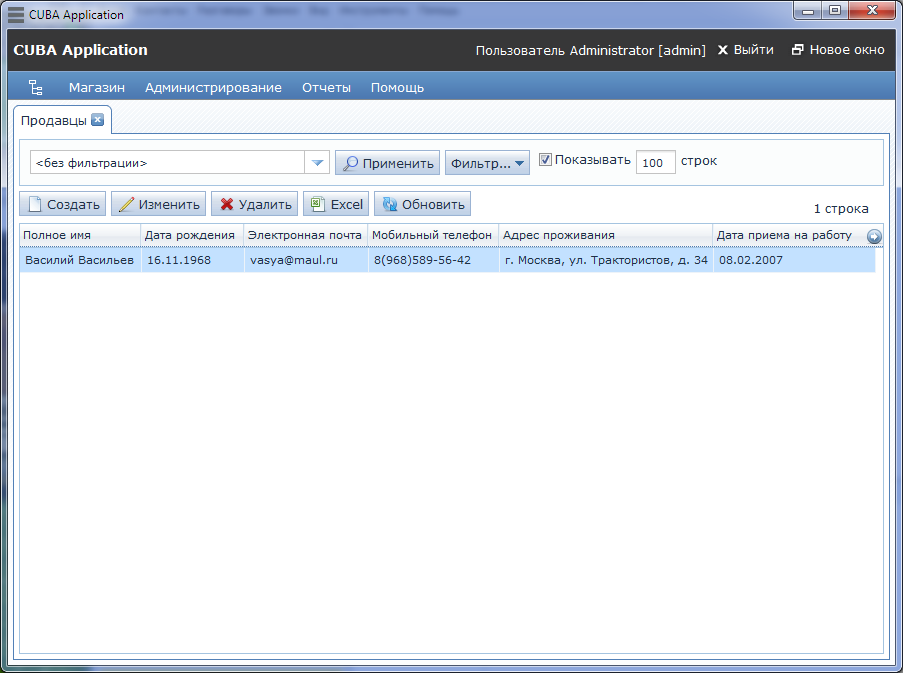 CUBA Application
CUBA Application Пользователь Administrator [admin] Выйти Новое окно
Магазин Администрирование Отчеты Помощь
Продавцы
<без фильтрации> Применить Фильтр... Показывать 100 строк
Создать Изменить Удалить Excel Обновить 1 строка
Полное имя Дата рождения Электронная почта Мобильный телефон Адрес проживания Дата приема на работу
Василий Васильев 16.11.1968 vasya@maul.ru 8(968)589-56-42 г. Москва, ул. Трактористов, д. 34 08.02.2007